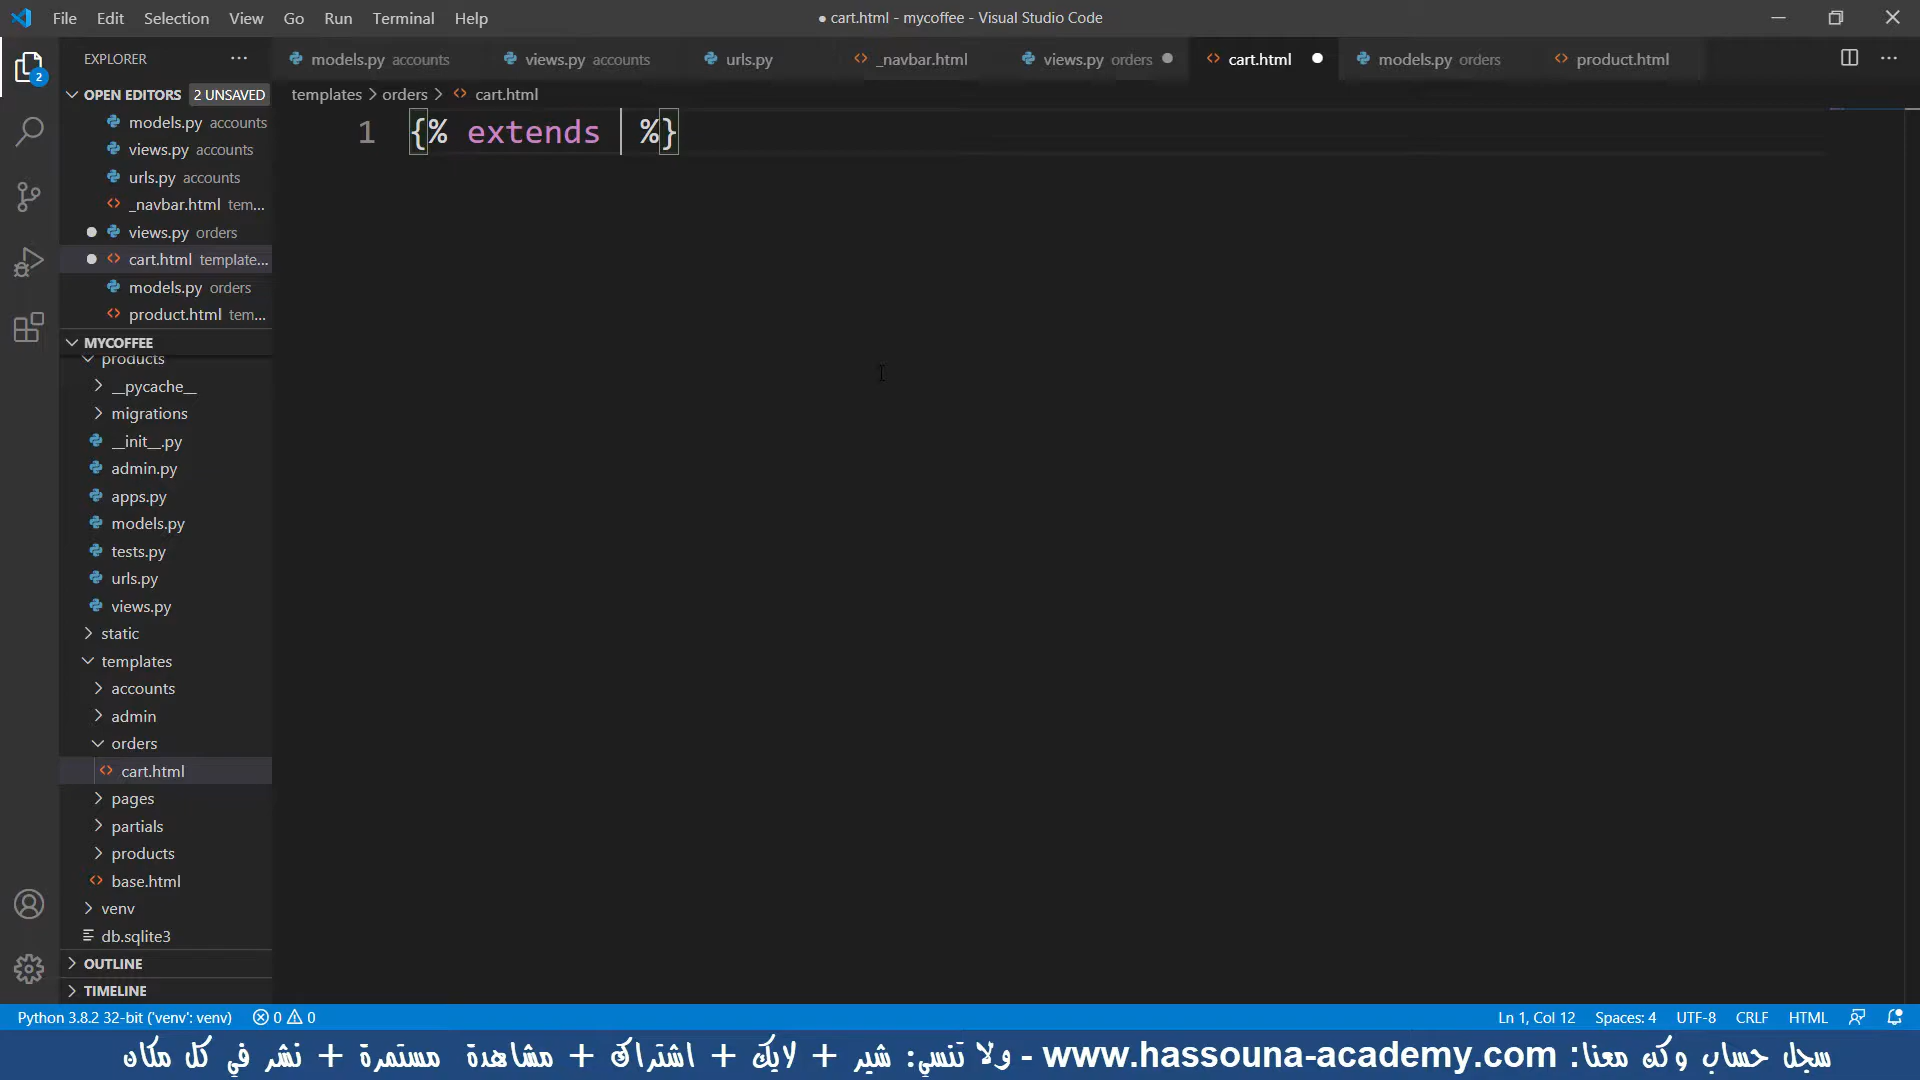 File Edit Selection View Go Run Terminal Help
● cart.html - mycoffee - Visual Studio Code
EXPLORER
models.py accounts
views.py accounts
urls.py
_navbar.html
views.py orders
cart.html
models.py orders
product.html
OPEN EDITORS 2 UNSAVED
templates > orders > cart.html
models.py accounts
views.py accounts
urls.py accounts
_navbar.html tem...
views.py orders
cart.html template...
models.py orders
product.html tem...
1 {% extends %}
MYCOFFEE
products
__pycache__
migrations
__init__.py
admin.py
apps.py
models.py
tests.py
urls.py
views.py
static
templates
accounts
admin
orders
cart.html
pages
partials
products
base.html
venv
db.sqlite3
OUTLINE
TIMELINE
2
Python 3.8.2 32-bit ('venv': venv) 0 0 Ln 1, Col 12 Spaces: 4 UTF-8 CRLF HTML
سجل حساب وكن معنا: www.hassouna-academy.com - ولا تنسي: شير + لايك + اشتراك + مشاهدة مستمرة + نشر في كل مكان